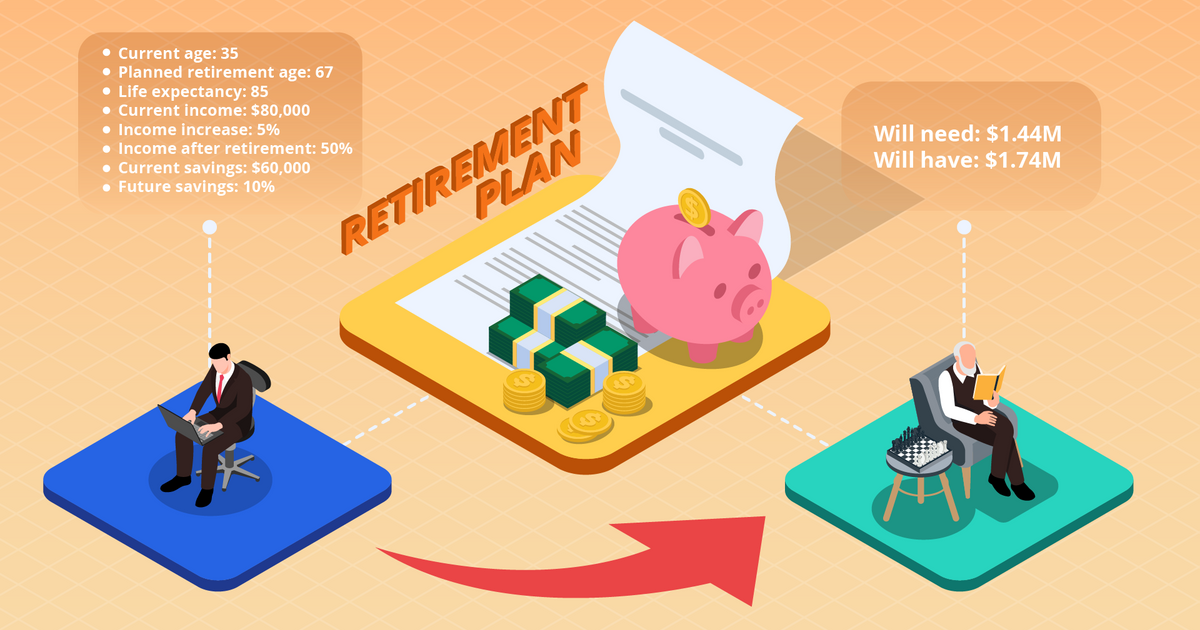 Current age: 35
Planned retirement age: 67
Life expectancy: 85
Current income: $80,000
Income increase: 5%
Income after retirement: 50%
Current savings: $60,000
Future savings: 10%
RETIREMENT
PLAN
Will need: $1.44M
Will have: $1.74M